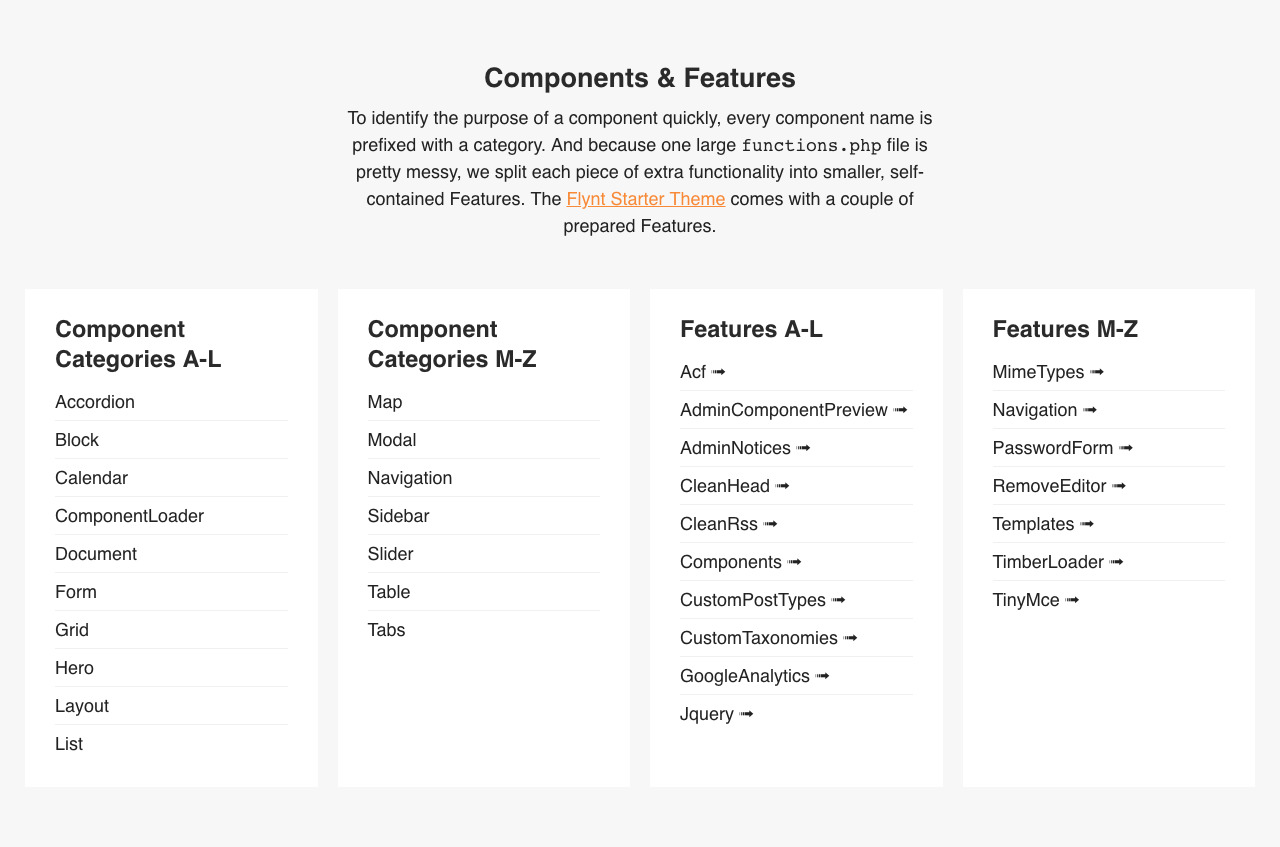 Components & Features
To identify the purpose of a component quickly, every component name is
prefixed with a category. And because one large functions.php file is
pretty messy, we split each piece of extra functionality into smaller, self-
contained Features. The Flynt Starter Theme comes with a couple of
prepared Features.
Component
Categories A-L
Accordion
Block
Calendar
ComponentLoader
Document
Form
Grid
Hero
Layout
List
Component
Categories M-Z
Map
Modal
Navigation
Sidebar
Slider
Table
Tabs
Features A-L
Acf ➟
AdminComponentPreview ➟
AdminNotices ➟
CleanHead ➟
CleanRss ➟
Components ➟
CustomPostTypes ➟
CustomTaxonomies ➟
GoogleAnalytics ➟
Jquery ➟
Features M-Z
MimeTypes ➟
Navigation ➟
PasswordForm ➟
RemoveEditor ➟
Templates ➟
TimberLoader ➟
TinyMce ➟